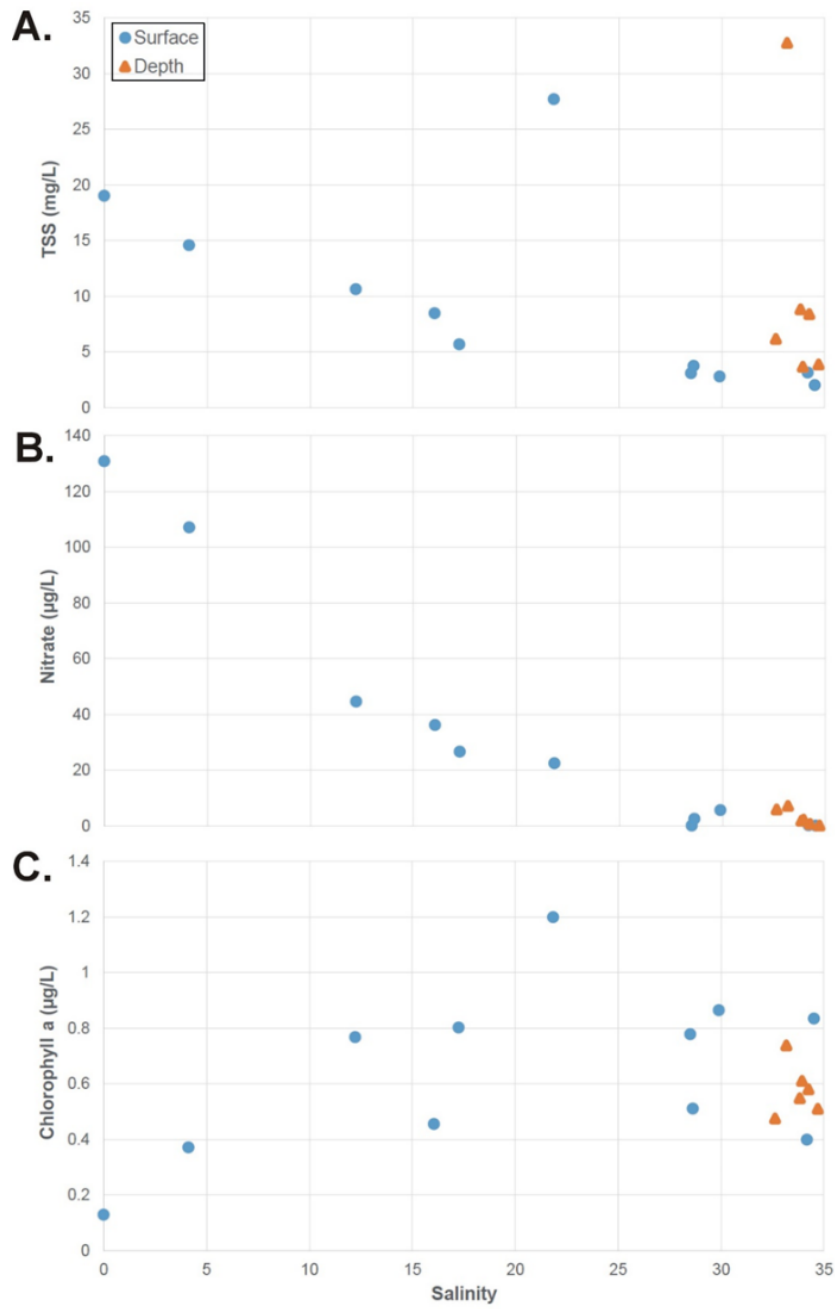 A.
Surface
Depth
TSS (mg/L)
35
30
25
20
15
10
5
0
B.
Nitrate (µg/L)
140
120
100
80
60
40
20
0
C.
Chlorophyll a (µg/L)
1.4
1.2
1
0.8
0.6
0.4
0.2
0
0 5 10 15 20 25 30 35
Salinity